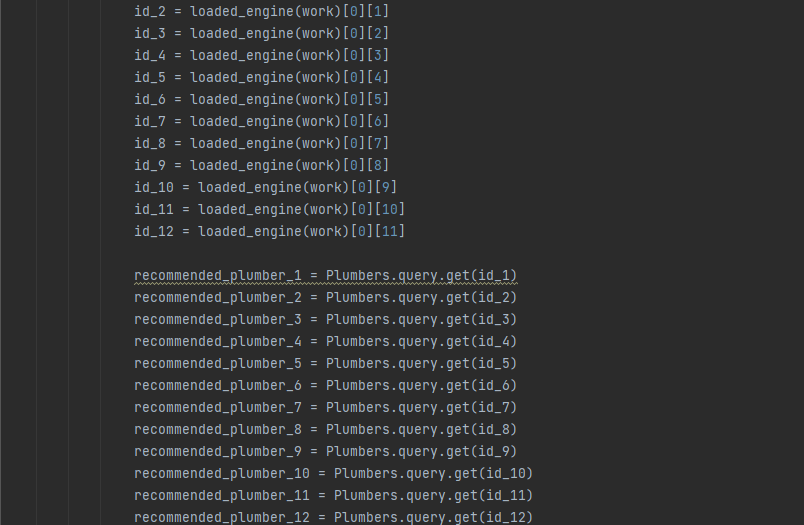 id_2 = loaded_engine(work)[0][1]
id_3 = loaded_engine(work)[0][2]
id_4 = loaded_engine(work)[0][3]
id_5 = loaded_engine(work)[0][4]
id_6 = loaded_engine(work)[0][5]
id_7 = loaded_engine(work)[0][6]
id_8 = loaded_engine(work)[0][7]
id_9 = loaded_engine(work)[0][8]
id_10 = loaded_engine(work)[0][9]
id_11 = loaded_engine(work)[0][10]
id_12 = loaded_engine(work)[0][11]
recommended_plumber_1 = Plumbers.query.get(id_1)
recommended_plumber_2 = Plumbers.query.get(id_2)
recommended_plumber_3 = Plumbers.query.get(id_3)
recommended_plumber_4 = Plumbers.query.get(id_4)
recommended_plumber_5 = Plumbers.query.get(id_5)
recommended_plumber_6 = Plumbers.query.get(id_6)
recommended_plumber_7 = Plumbers.query.get(id_7)
recommended_plumber_8 = Plumbers.query.get(id_8)
recommended_plumber_9 = Plumbers.query.get(id_9)
recommended_plumber_10 = Plumbers.query.get(id_10)
recommended_plumber_11 = Plumbers.query.get(id_11)
recommended_plumber_12 = Plumbers.query.get(id_12)